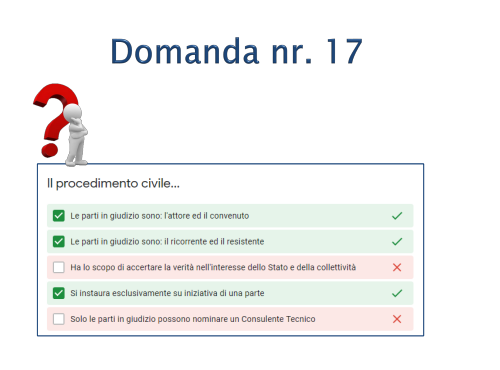 Domanda nr. 17
Il procedimento civile...
Le parti in giudizio sono: l'attore ed il convenuto
Le parti in giudizio sono: il ricorrente ed il resistente
Ha lo scopo di accertare la verità nell'interesse dello Stato e della collettività
Si instaura esclusivamente su iniziativa di una parte
Solo le parti in giudizio possono nominare un Consulente Tecnico